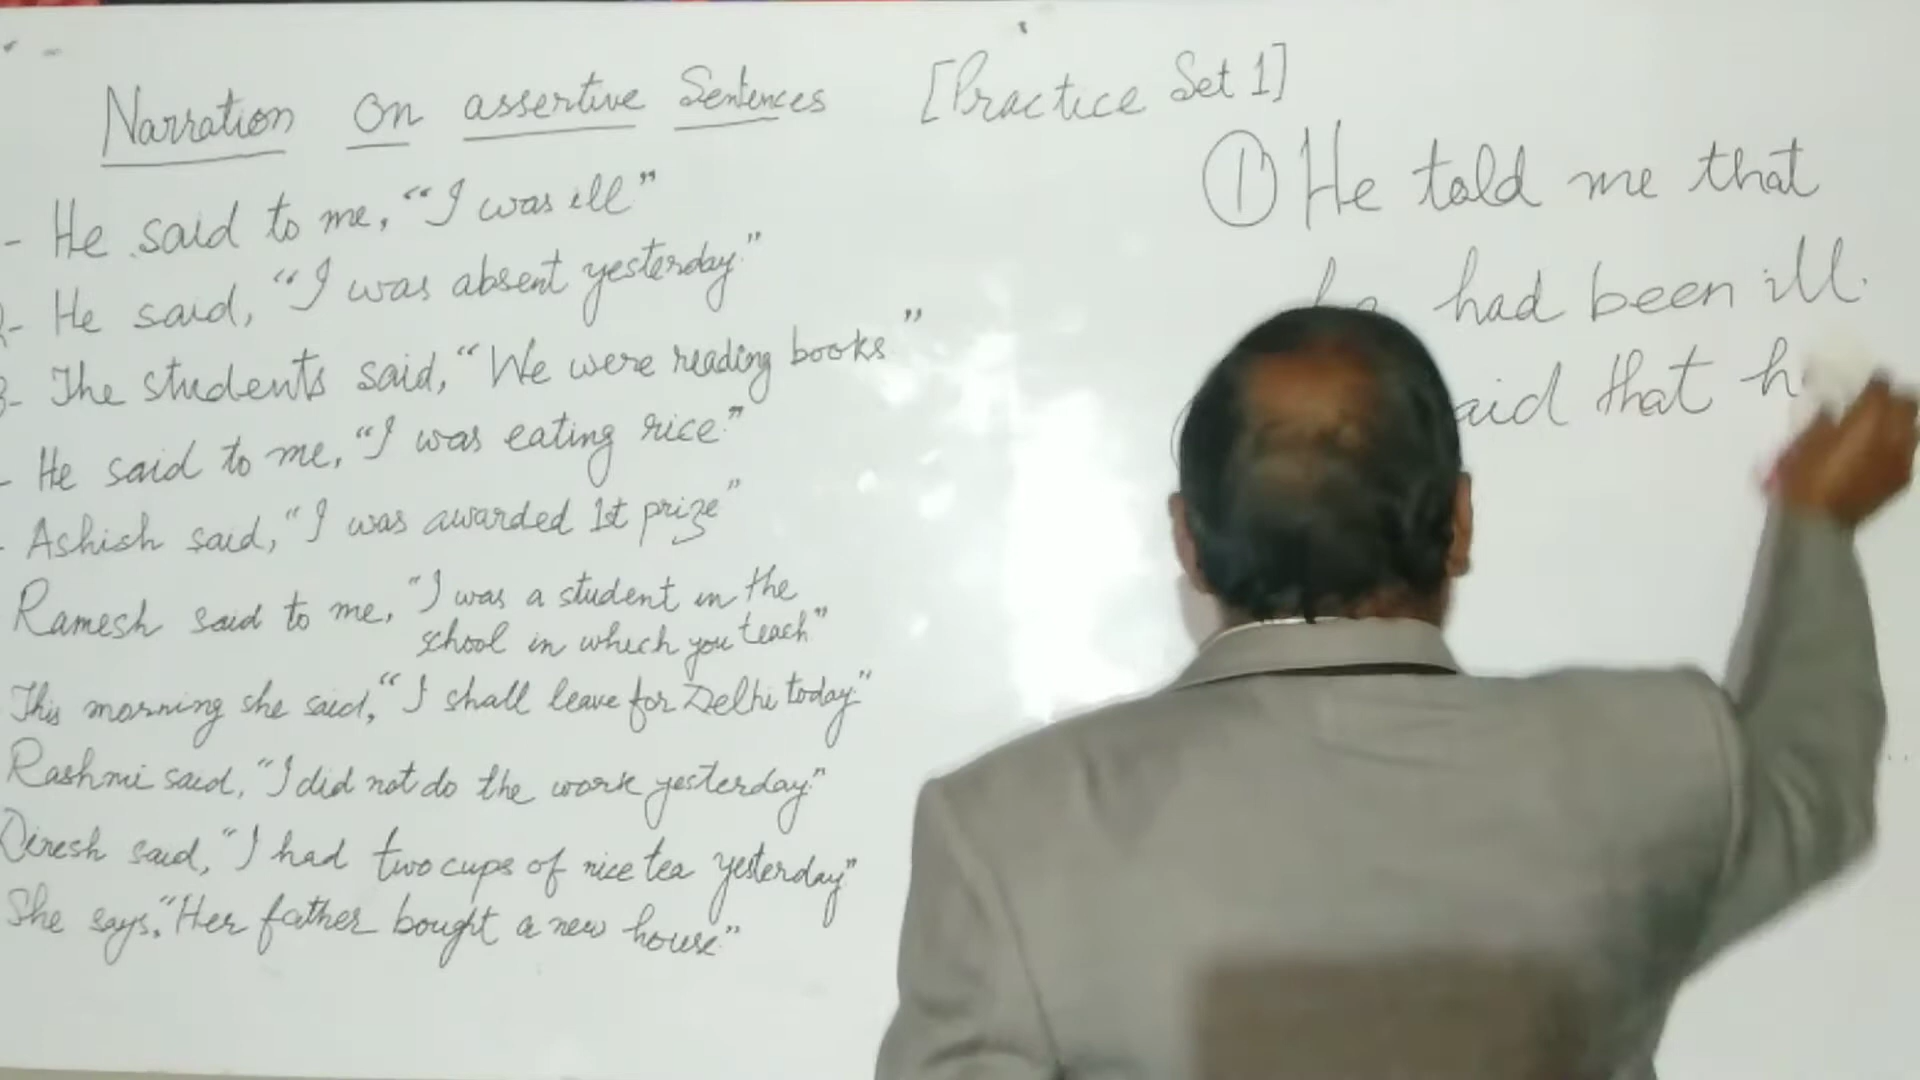 Narration on assertive Sentences [Practice Set 1]
- He said to me, "I was ill"
- He said, "I was absent yesterday."
- The students said, "We were reading books"
- He said to me, "I was eating rice."
- Ashish said, "I was awarded 1st prize"
Ramesh said to me, "I was a student in the
school in which you teach"
This morning she said, "I shall leave for Delhi today."
Rashmi said, "I did not do the work yesterday."
said, "I had two cups of nice tea yesterday"
She says, "Her father bought a new house."
① He told me that
had been ill.
that